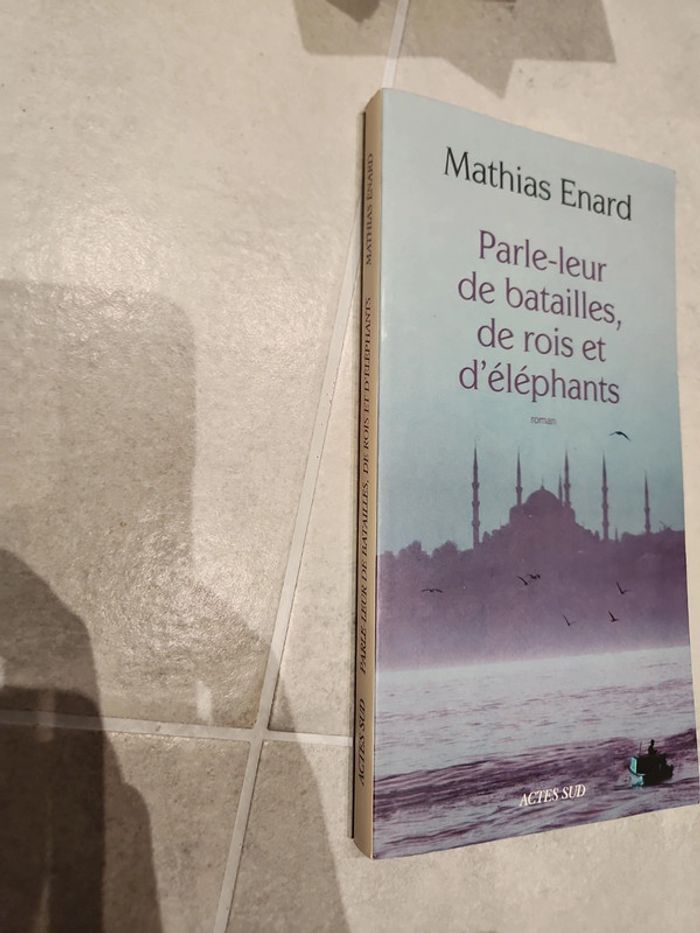 Mathias Enard
Parle-leur
de batailles,
de rois et
d'éléphants
roman
ACTES SUD
ACTES SUD PARLE-LEUR DE BATAILLES, DE ROIS ET D'ÉLÉPHANTS MATHIAS ENARD